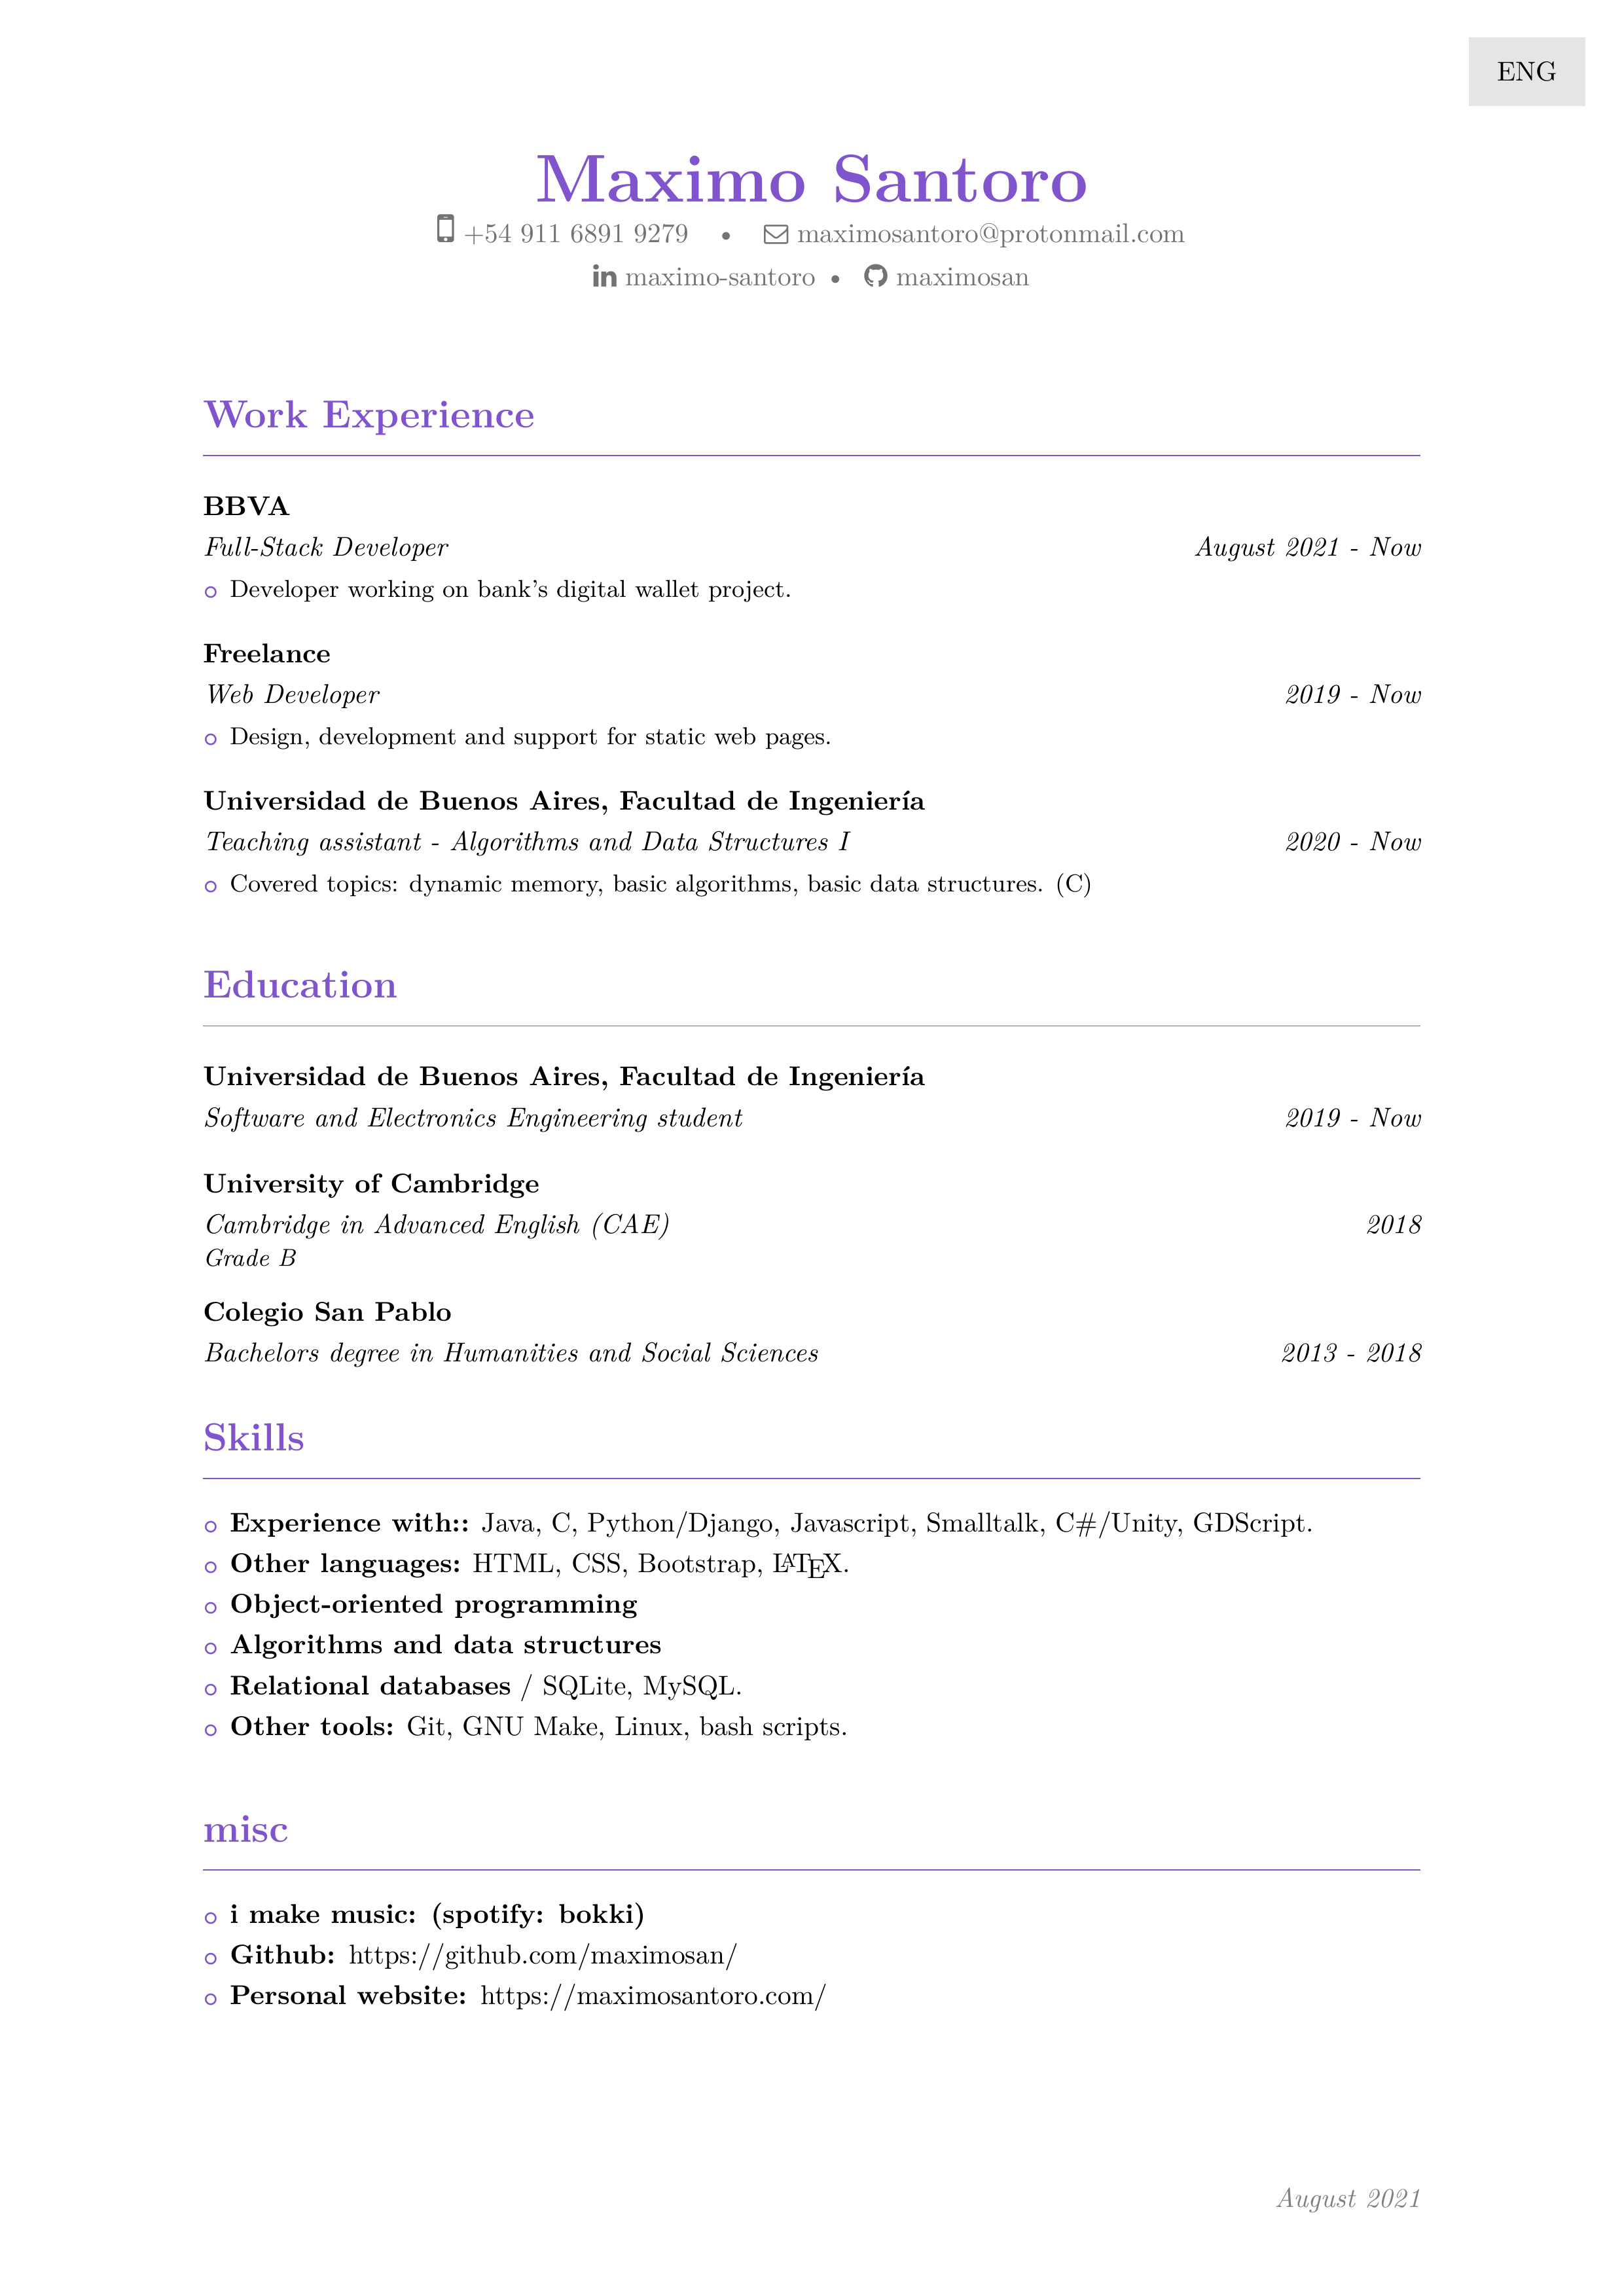 ENG
Maximo Santoro
+54 911 6891 9279 • maximosantoro@protonmail.com
maximo-santoro • maximosan
Work Experience
BBVA
Full-Stack Developer August 2021 - Now
Developer working on bank's digital wallet project.
Freelance
Web Developer 2019 - Now
Design, development and support for static web pages.
Universidad de Buenos Aires, Facultad de Ingeniería
Teaching assistant - Algorithms and Data Structures I 2020 - Now
Covered topics: dynamic memory, basic algorithms, basic data structures. (C)
Education
Universidad de Buenos Aires, Facultad de Ingeniería
Software and Electronics Engineering student 2019 - Now
University of Cambridge
Cambridge in Advanced English (CAE) 2018
Grade B
Colegio San Pablo
Bachelors degree in Humanities and Social Sciences 2013 - 2018
Skills
Experience with:: Java, C, Python/Django, Javascript, Smalltalk, C#/Unity, GDScript.
Other languages: HTML, CSS, Bootstrap, LATEX.
Object-oriented programming
Algorithms and data structures
Relational databases / SQLite, MySQL.
Other tools: Git, GNU Make, Linux, bash scripts.
misc
i make music: (spotify: bokki)
Github: https://github.com/maximosan/
Personal website: https://maximosantoro.com/
August 2021